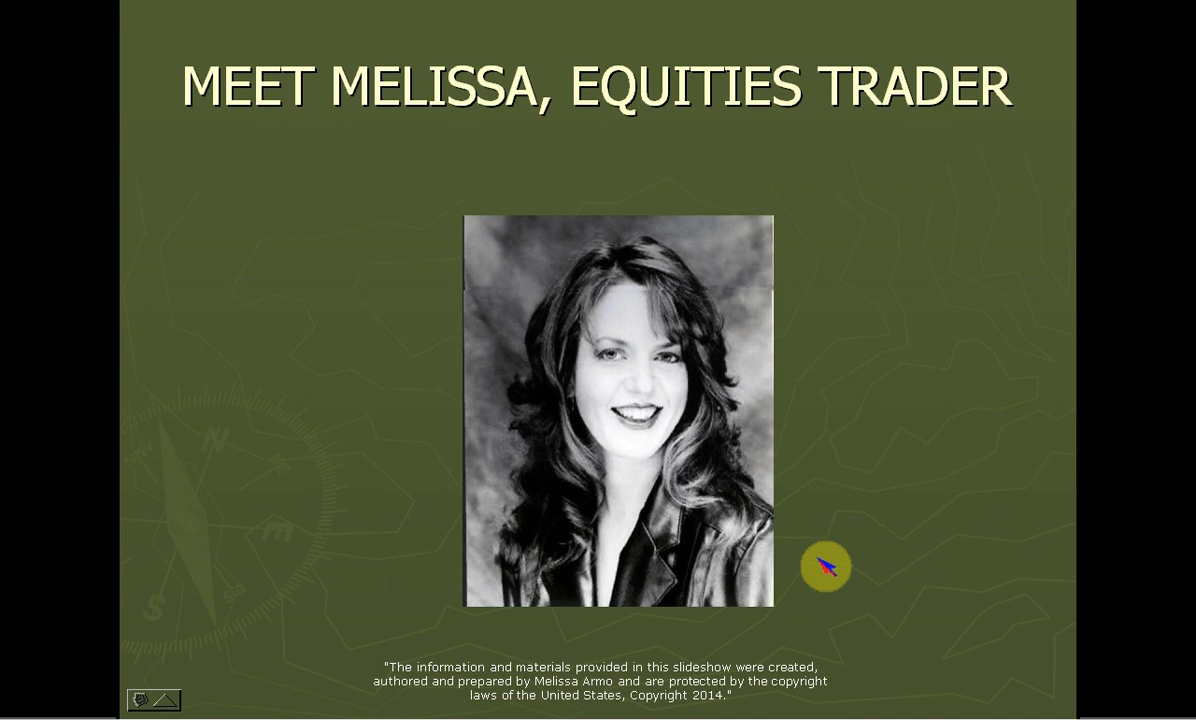 MEET MELISSA, EQUITIES TRADER
N
E
S
SE
"The information and materials provided in this slideshow were created,
authored and prepared by Melissa Armo and are protected by the copyright
laws of the United States, Copyright 2014."